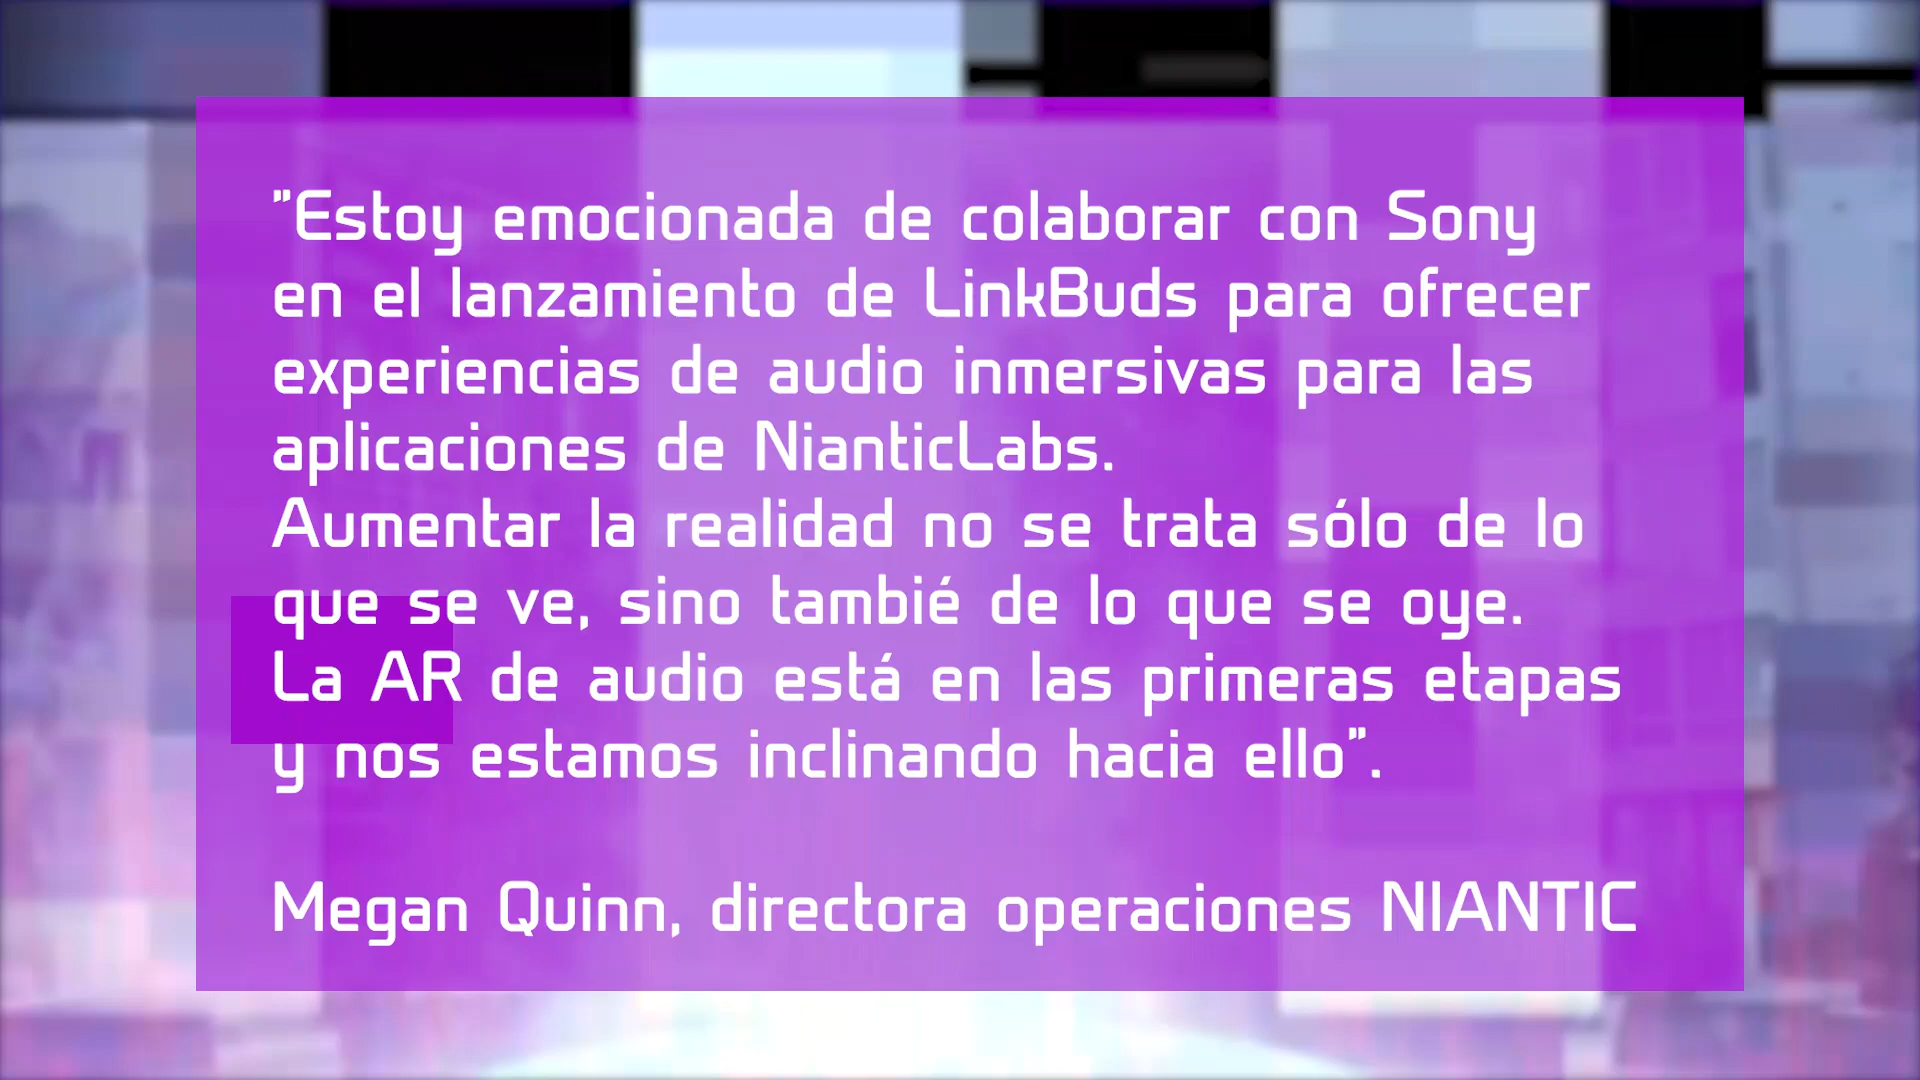 "Estoy emocionada de colaborar con Sony
en el lanzamiento de LinkBuds para ofrecer
experiencias de audio inmersivas para las
aplicaciones de NianticLabs.
Aumentar la realidad no se trata sólo de lo
que se ve, sino tambié de lo que se oye.
La AR de audio está en las primeras etapas
y nos estamos inclinando hacia ello".
Megan Quinn, directora operaciones NIANTIC